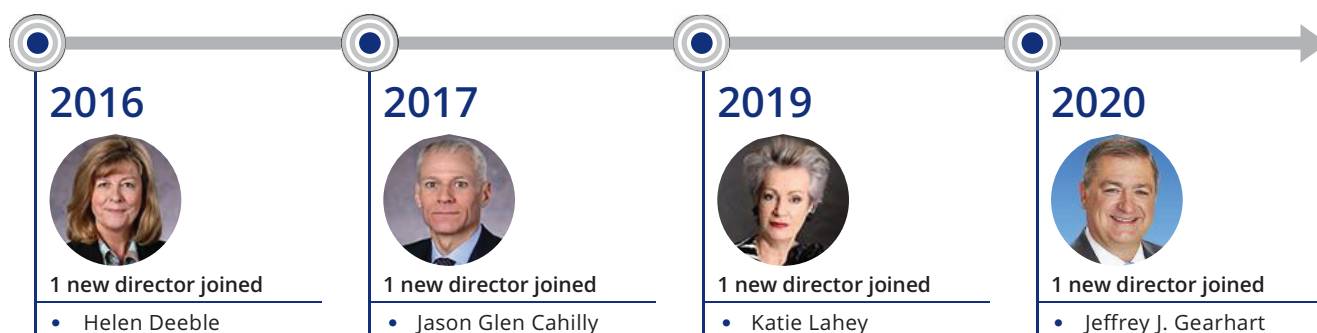 2016
2017
2019
2020
1 new director joined
1 new director joined
1 new director joined
1 new director joined
• Helen Deeble
• Jason Glen Cahilly
• Katie Lahey
• Jeffrey J. Gearhart